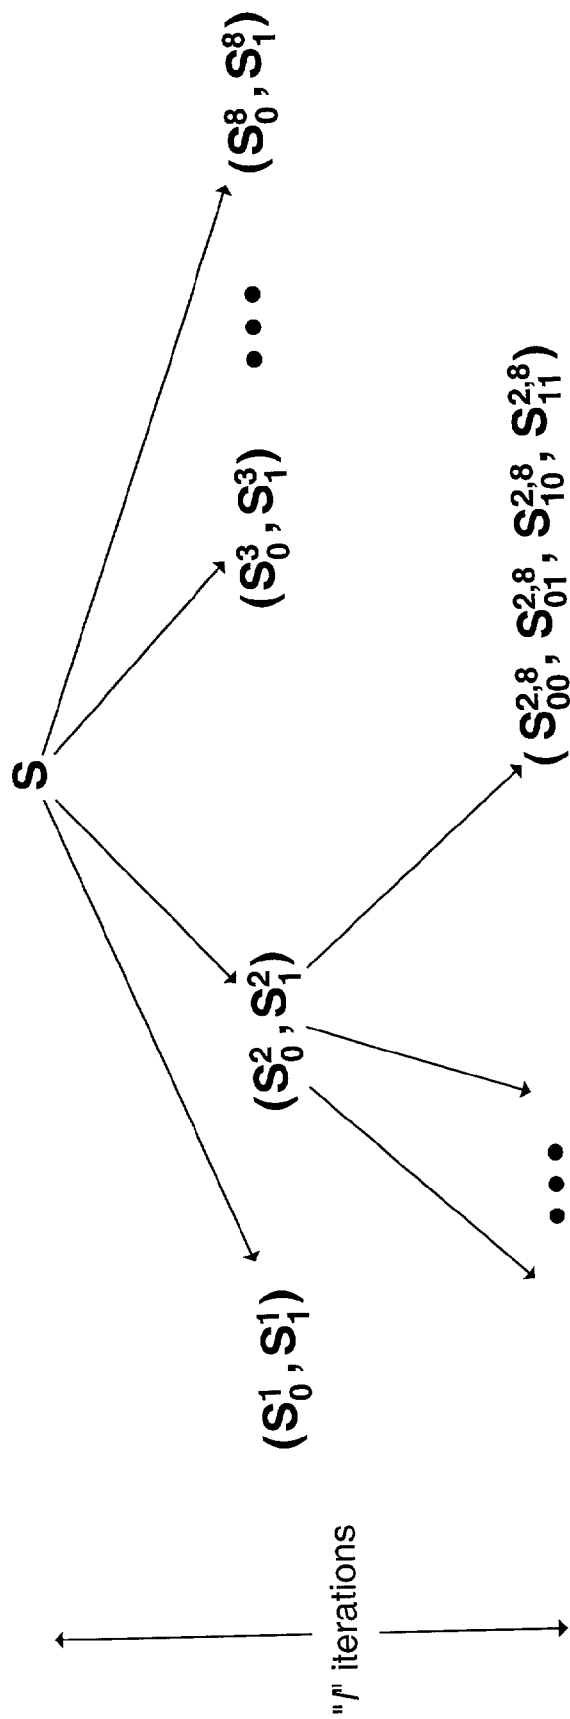 S
(S₀¹, S₁¹)
(S₀², S₁²)
(S₀³, S₁³)
•••
(S₀⁸, S₁⁸)
•••
( S₀₀²,⁸, S₀₁²,⁸, S₁₀²,⁸, S₁₁²,⁸)
"l" iterations